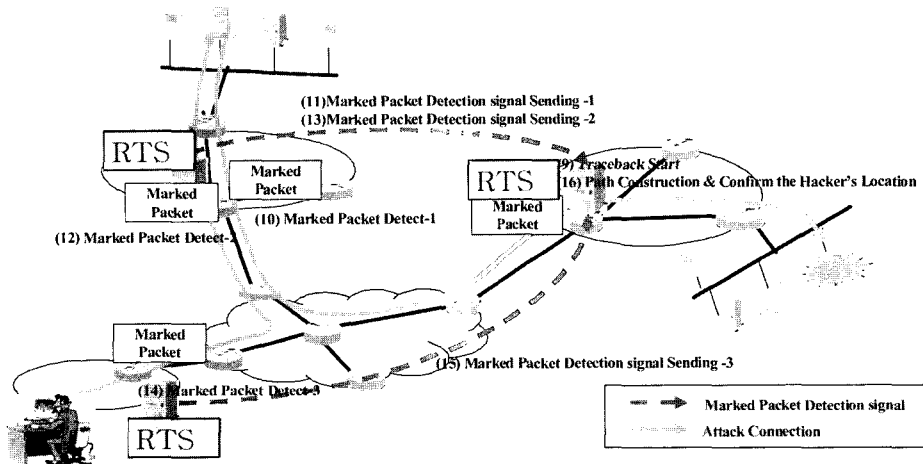 (11)Marked Packet Detection signal Sending -1
(13)Marked Packet Detection signal Sending -2
RTS
Marked
Packet
RTS
(9) Traceback Start
(16) Path Construction & Confirm the Hacker's Location
Marked
Packet
(10) Marked Packet Detect-1
Marked
Packet
(12) Marked Packet Detect-2
Marked
Packet
(15) Marked Packet Detection signal Sending -3
(14) Marked Packet Detect-3
RTS
Marked Packet Detection signal
Attack Connection